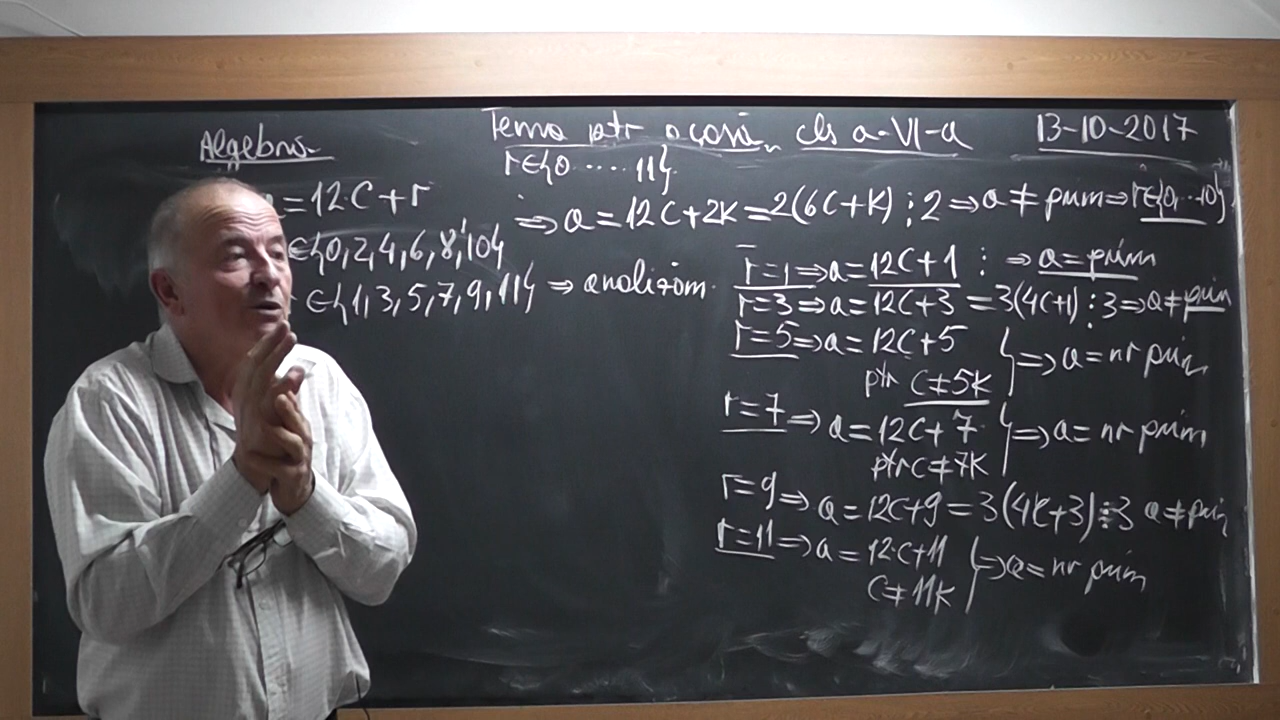 Algebra
Tema ptr acasă, cls a-VI-a
13-10-2017
r∈{0.....11}
a=12·C+r
⇒ a=12C+2K=2(6C+K)⋮2⇒a≠prim⇒r∈{0,...10}
∈{0,2,4,6,8,10}
r∈{1,3,5,7,9,11}⇒analizăm.
r=1⇒a=12C+1 : ⇒a=prim
r=3⇒a=12C+3=3(4C+1)⋮3⇒a≠prim
r=5⇒a=12C+5
ptr C≠5K
}⇒a=nr prim
r=7⇒a=12C+7
ptr C≠7K
}⇒a=nr prim
r=9⇒a=12C+9=3(4C+3)⋮3 a≠prim
r=11⇒a=12·C+11
C≠11K
}⇒a=nr prim